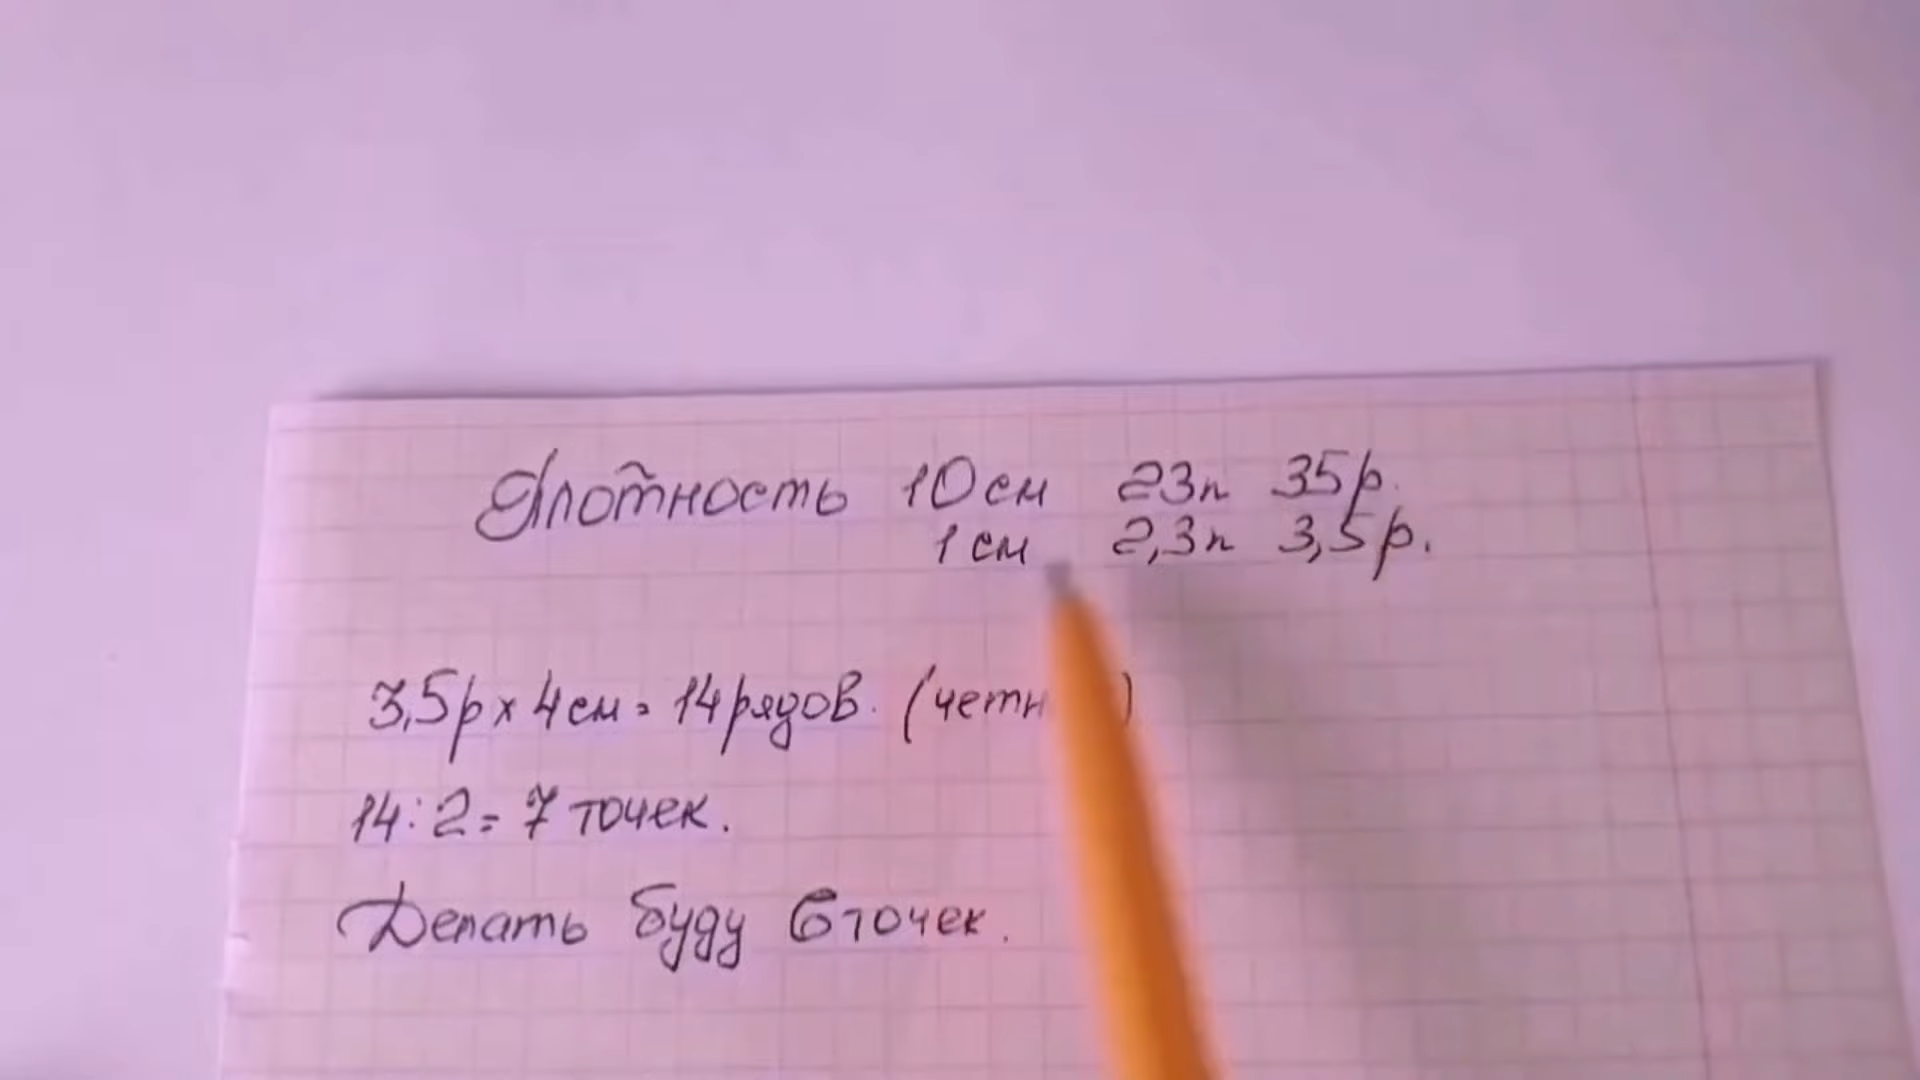 Плотность 10см 23п 35р.
1см 2,3п 3,5р.
3,5р x 4см = 14рядов. (
14:2=7 точек.
Делать буду 6 точек.